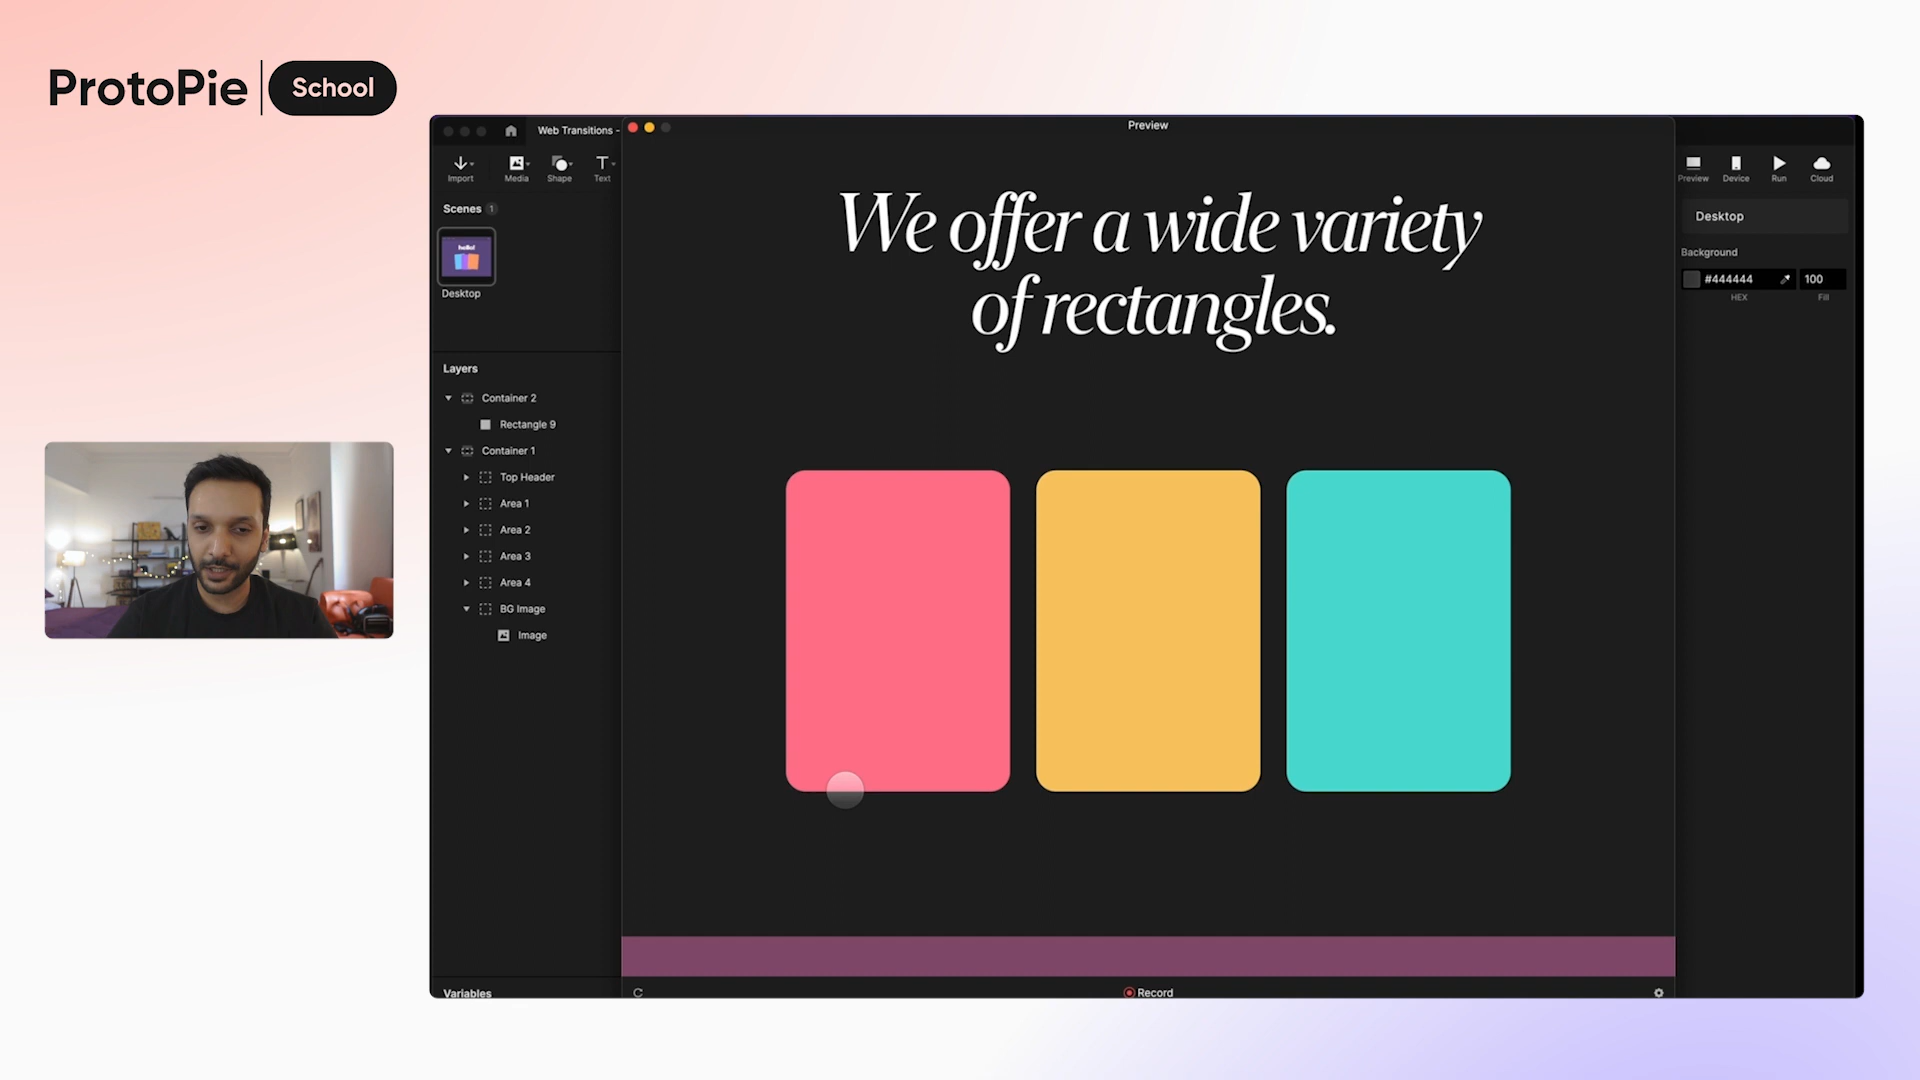 ProtoPie School
Web Transitions -
Preview
Import
Media
Shape
Text
Preview
Device
Run
Cloud
Scenes 1
hello!
Desktop
Desktop
Background
#444444
100
HEX
Fill
We offer a wide variety
of rectangles.
Layers
Container 2
Rectangle 9
Container 1
Top Header
Area 1
Area 2
Area 3
Area 4
BG Image
Image
Variables
Record